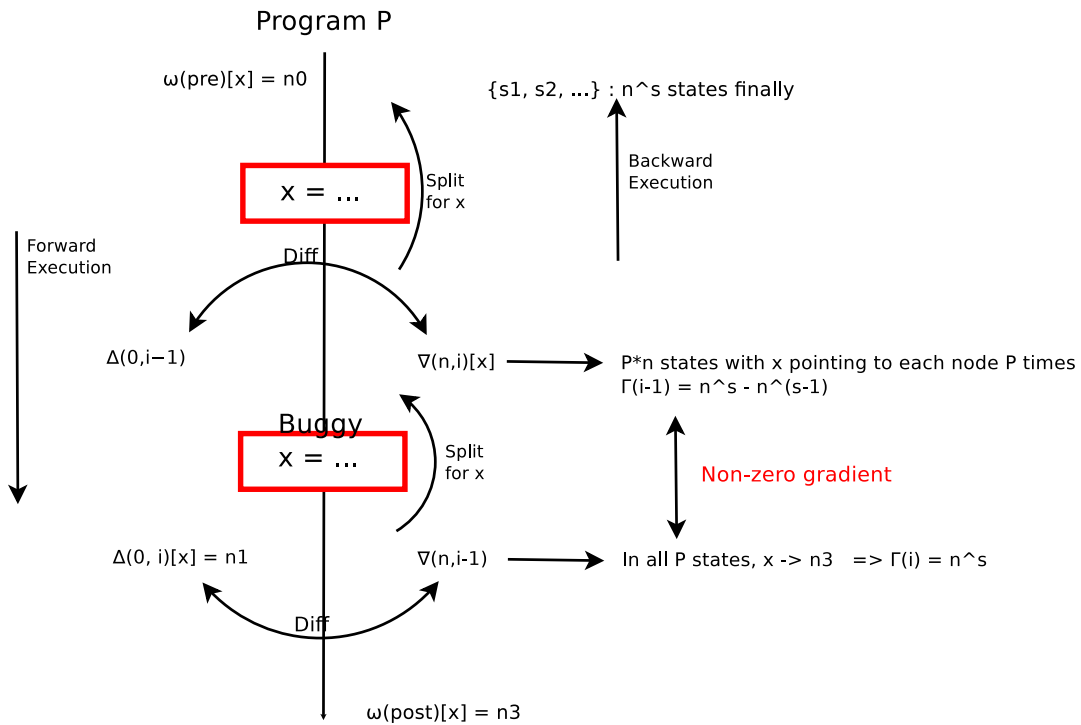 Program P
ω(pre)[x] = n0
{s1, s2, ...} : n^s states finally
Backward
Execution
x = ...
Split
for x
Forward
Execution
Diff
Δ(0,i−1)
∇(n,i)[x]
P*n states with x pointing to each node P times
Γ(i-1) = n^s - n^(s-1)
Buggy
x = ...
Split
for x
Non-zero gradient
Δ(0, i)[x] = n1
∇(n,i-1)
In all P states, x -> n3   => Γ(i) = n^s
Diff
ω(post)[x] = n3